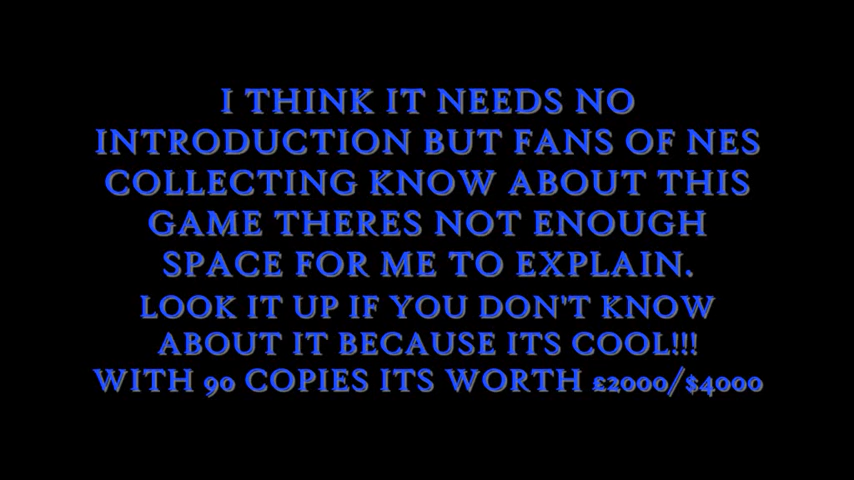 I THINK IT NEEDS NO
INTRODUCTION BUT FANS OF NES
COLLECTING KNOW ABOUT THIS
GAME THERES NOT ENOUGH
SPACE FOR ME TO EXPLAIN.
LOOK IT UP IF YOU DON'T KNOW
ABOUT IT BECAUSE ITS COOL!!!
WITH 90 COPIES ITS WORTH £2000/$4000